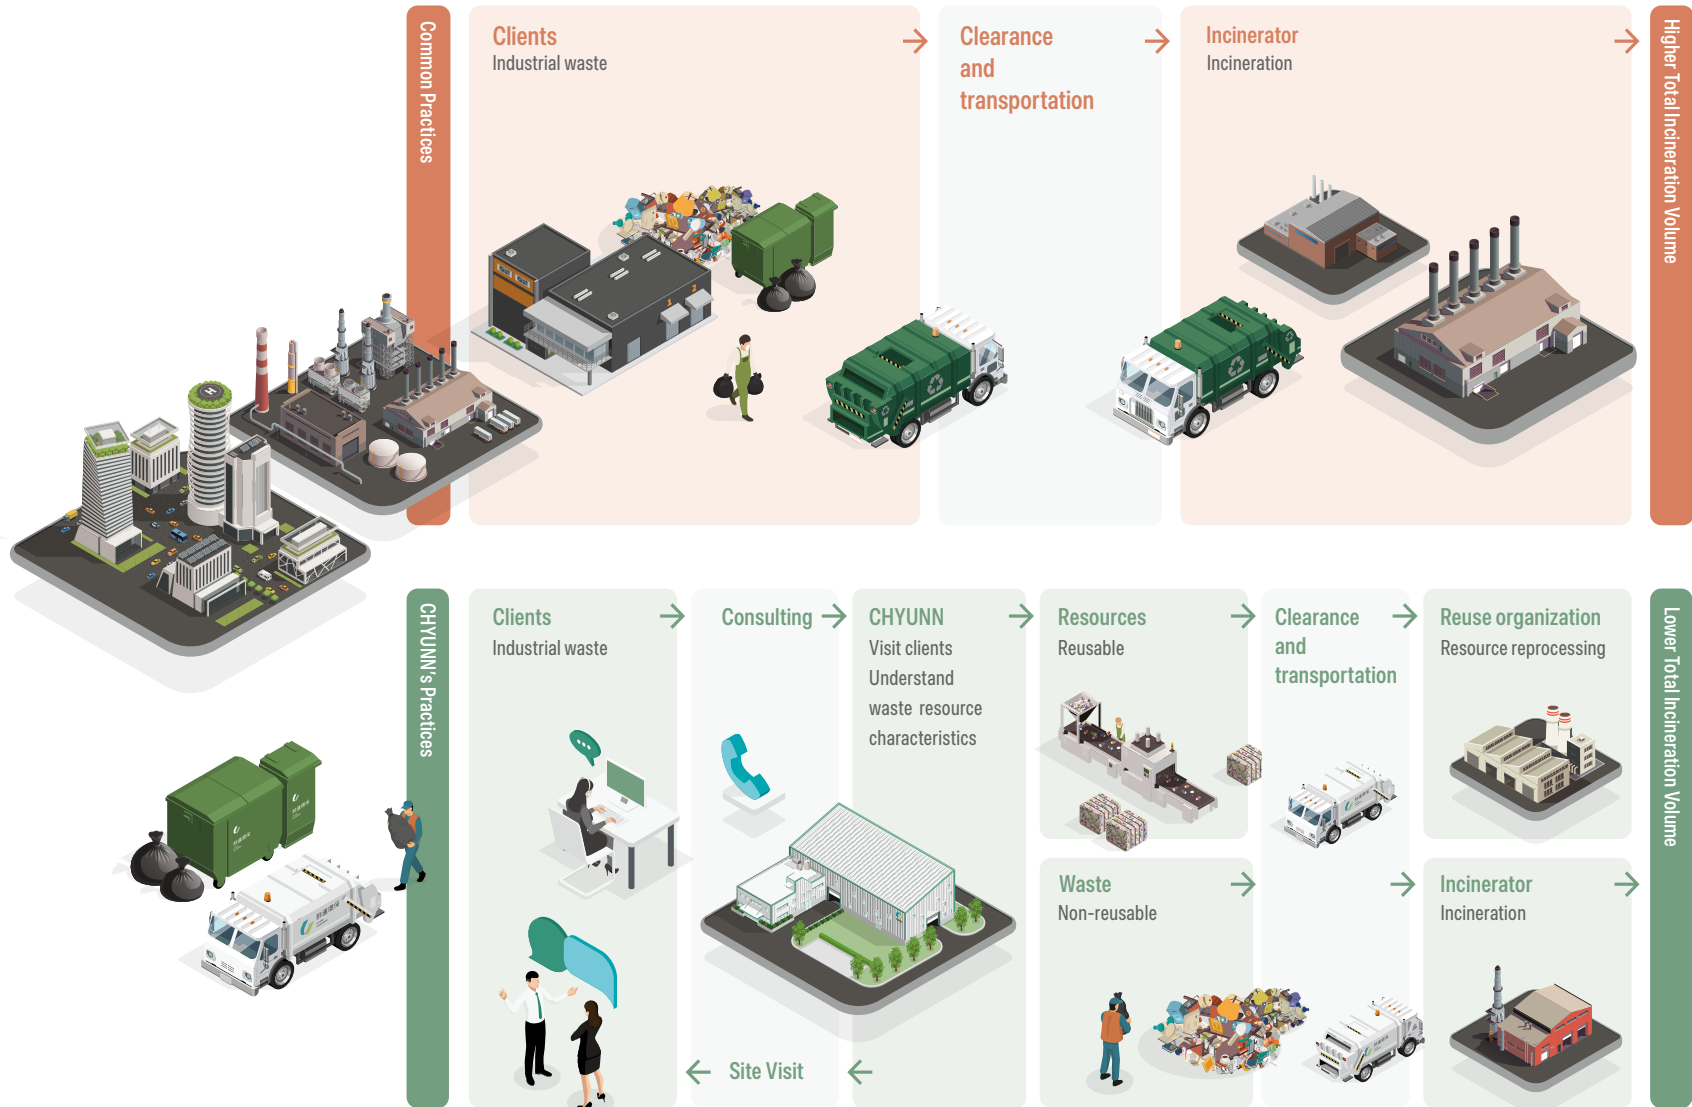 Common Practices
Clients
Industrial waste
Clearance
and
transportation
Incinerator
Incineration
Higher Total Incineration Volume
CHYUNN's Practices
Clients
Industrial waste
Consulting
CHYUNN
Visit clients
Understand
waste resource
characteristics
Site Visit
Resources
Reusable
Clearance
and
transportation
Reuse organization
Resource reprocessing
Waste
Non-reusable
Incinerator
Incineration
Lower Total Incineration Volume
H
1
2